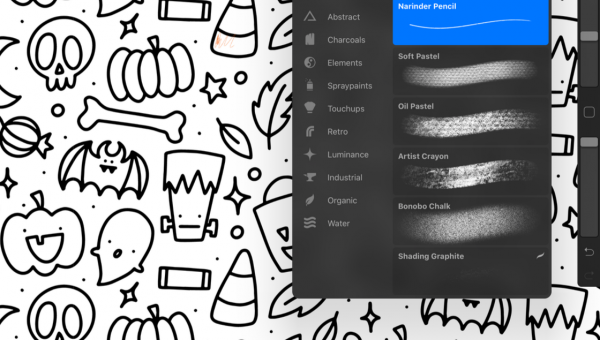 Abstract
Charcoals
Elements
Spraypaints
Touchups
Retro
Luminance
Industrial
Organic
Water
Narinder Pencil
Soft Pastel
Oil Pastel
Artist Crayon
Bonobo Chalk
Shading Graphite